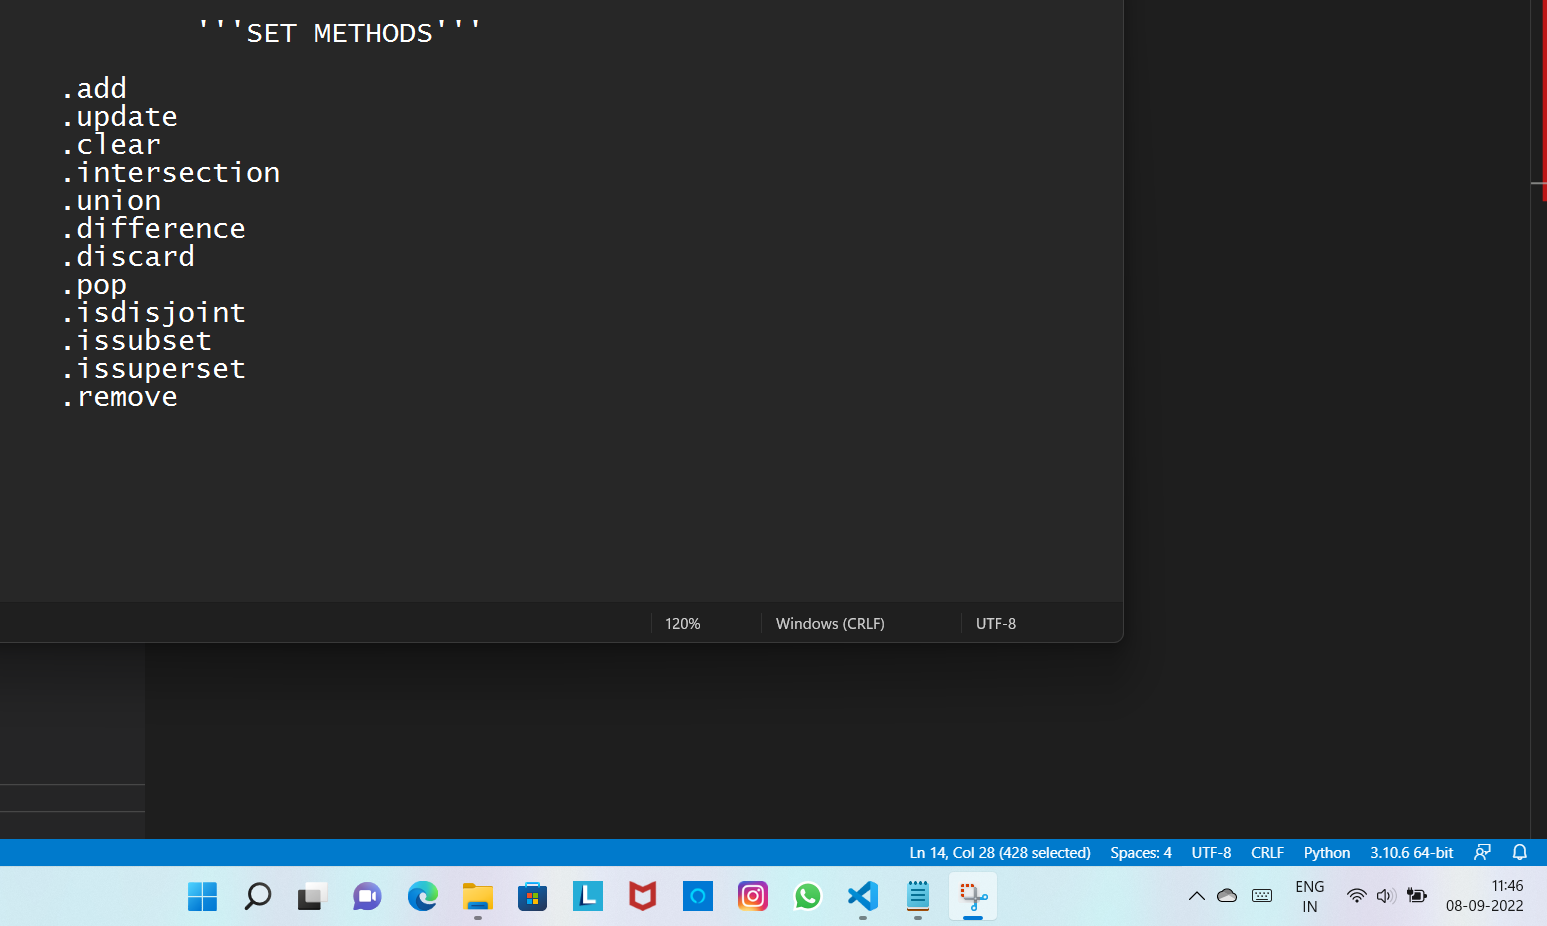 '''SET METHODS'''
.add
.update
.clear
.intersection
.union
.difference
.discard
.pop
.isdisjoint
.issubset
.issuperset
.remove
120% Windows (CRLF) UTF-8
Ln 14, Col 28 (428 selected) Spaces: 4 UTF-8 CRLF Python 3.10.6 64-bit
L
ENG 11:46
IN 08-09-2022